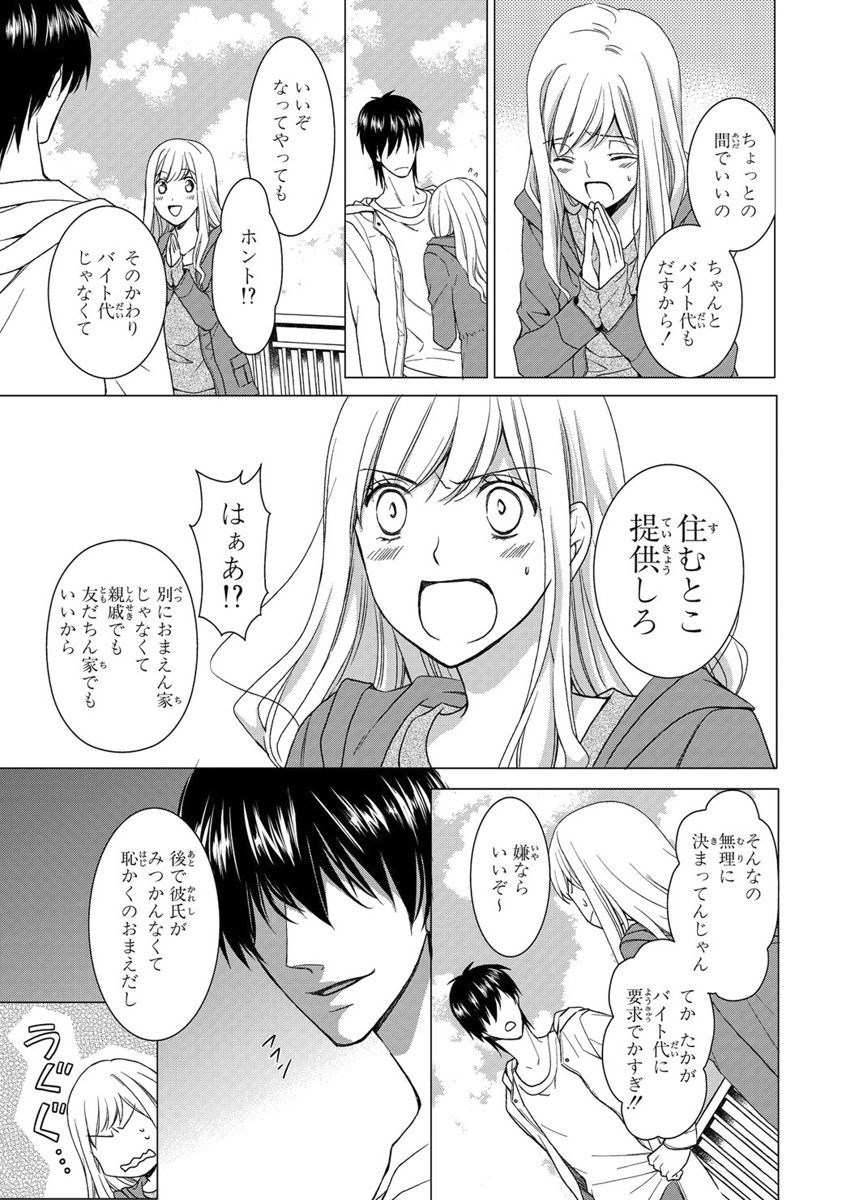 ちょっとの
間でいいの
ちゃんと
バイト代も
だすから!
いいぞ
なってやっても
ホント!?
そのかわり
バイト代
じゃなくて
住むとこ
提供しろ
はぁあ!?
別におまえん家
じゃなくて
親戚でも
友だちん家でも
いいから
そんなの
無理に
決まってんじゃん
てか たかが
バイト代に
要求でかすぎ!!
嫌なら
いいぞ~
後で彼氏が
みつかんなくて
恥かくのおまえだし
うぐぐ…